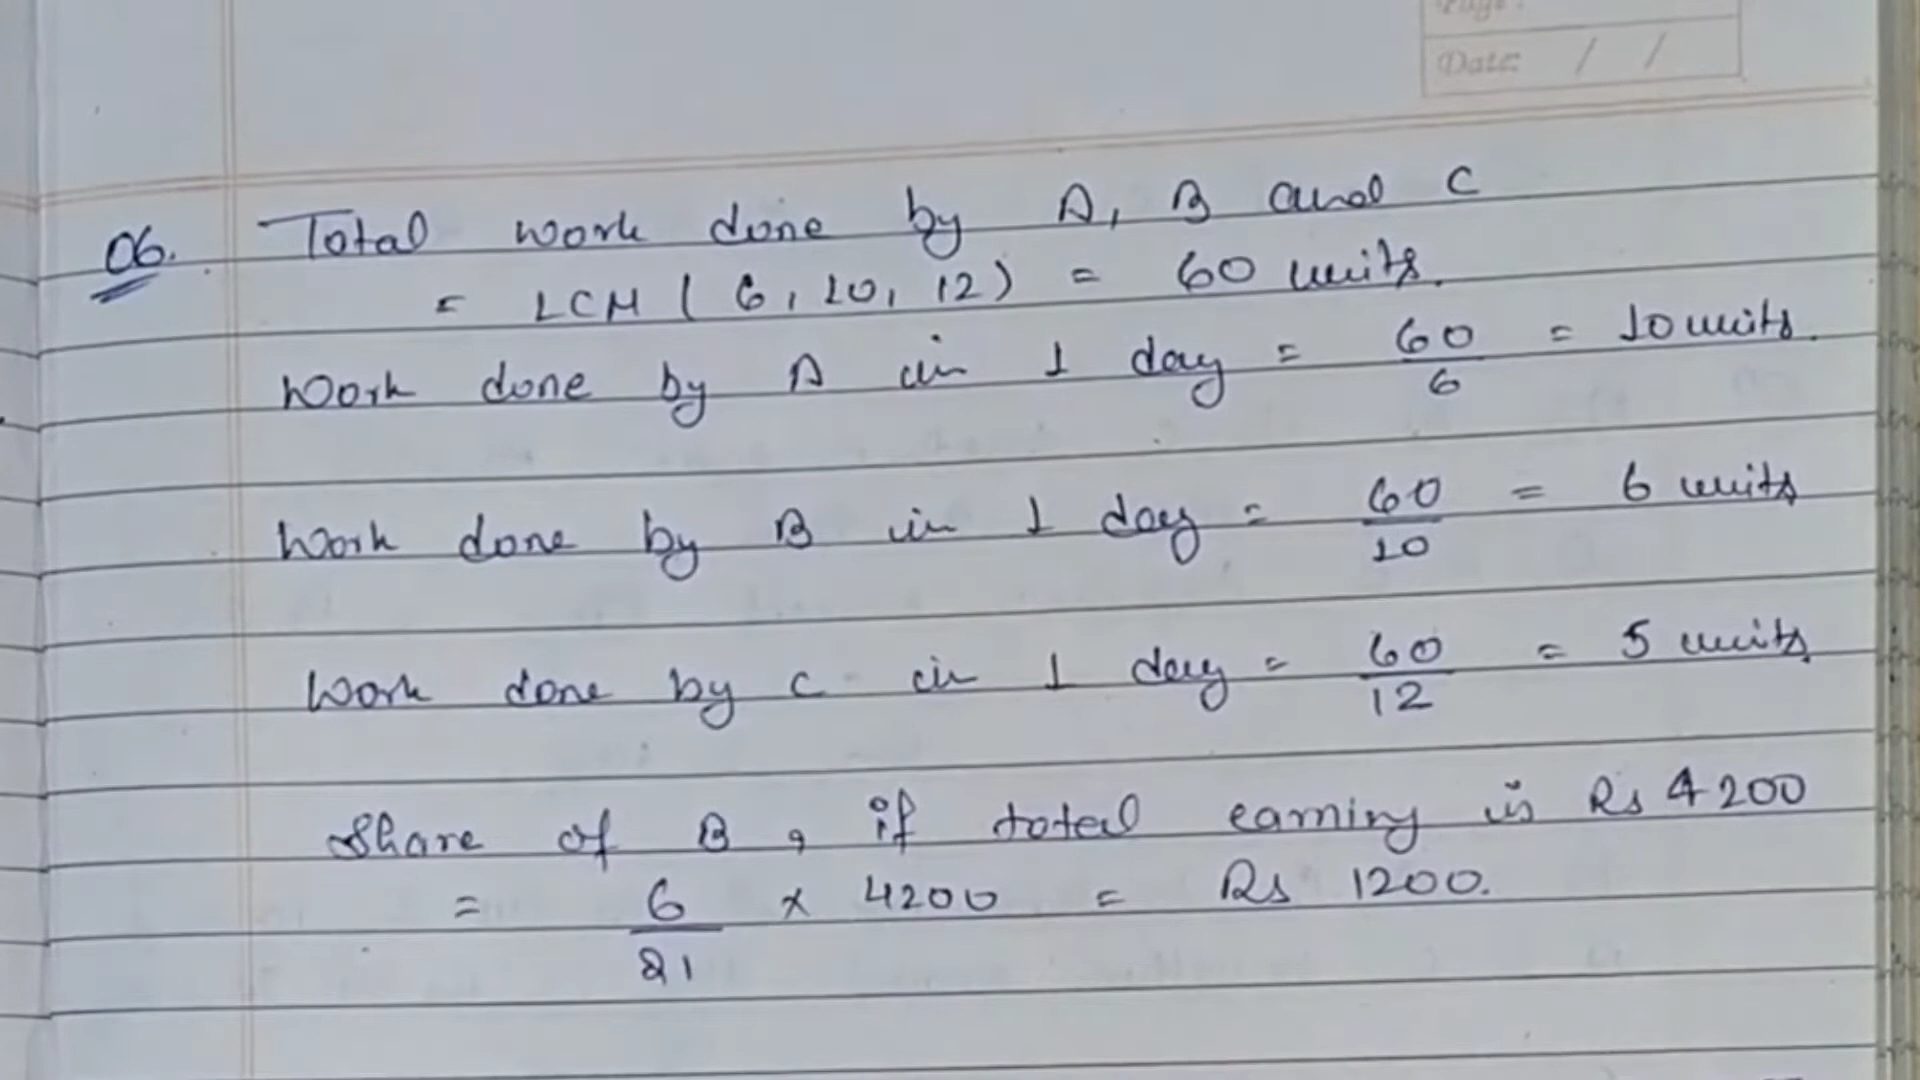 Page:
Date: / /
06. Total work done by A, B and C
= LCM ( 6, 10, 12) = 60 units.
Work done by A in 1 day = 60/6 = 10 units.
Work done by B in 1 day = 60/10 = 6 units
Work done by C in 1 day = 60/12 = 5 units.
Share of B, if total earning is Rs 4200
= 6/21 × 4200 = Rs 1200.